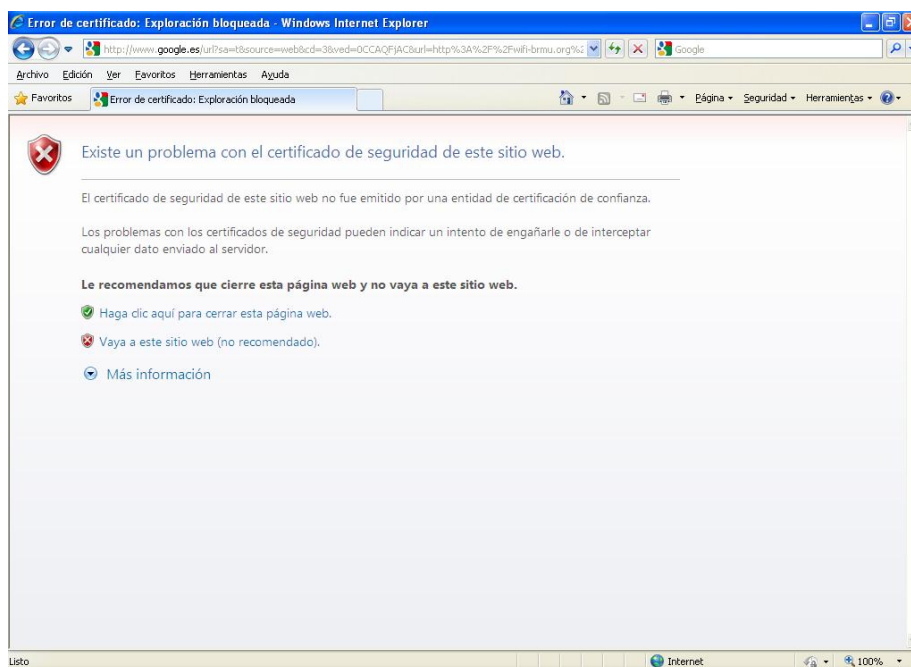 Error de certificado: Exploración bloqueada - Windows Internet Explorer
http://www.google.es/url?sa=t&source=web&cd=3&ved=0CCAQFjAC&url=http%3A%2F%2Fwifi-brmu.org%2
Google
Archivo Edición Ver Favoritos Herramientas Ayuda
Favoritos
Error de certificado: Exploración bloqueada
Página Seguridad Herramientas
Existe un problema con el certificado de seguridad de este sitio web.
El certificado de seguridad de este sitio web no fue emitido por una entidad de certificación de confianza.
Los problemas con los certificados de seguridad pueden indicar un intento de engañarle o de interceptar
cualquier dato enviado al servidor.
Le recomendamos que cierre esta página web y no vaya a este sitio web.
Haga clic aquí para cerrar esta página web.
Vaya a este sitio web (no recomendado).
Más información
Listo
Internet
100%